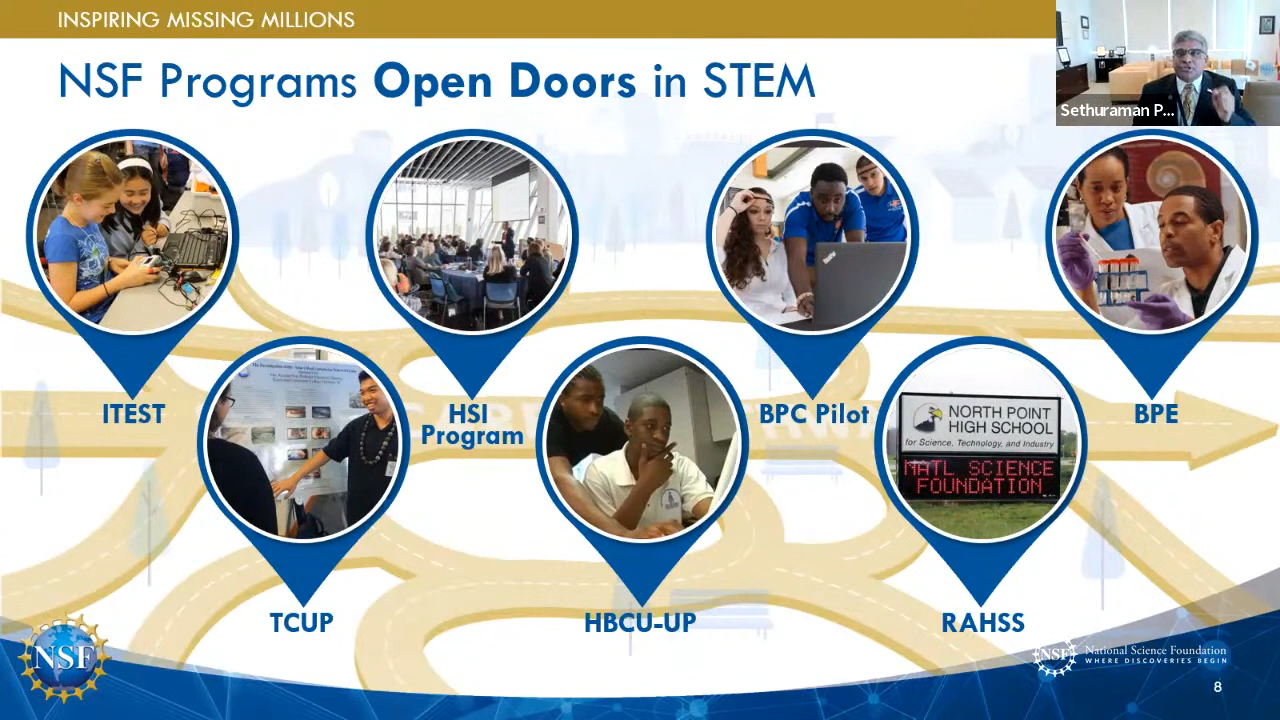 INSPIRING MISSING MILLIONS
NSF Programs Open Doors in STEM
Sethuraman P...
ITEST
HSI
Program
BPC Pilot
BPE
NORTH POINT
HIGH SCHOOL
for Science, Technology, and Industry
NATL SCIENCE
FOUNDATION
TCUP
HBCU-UP
RAHSS
NSF
NSF
National Science Foundation
WHERE DISCOVERIES BEGIN
8